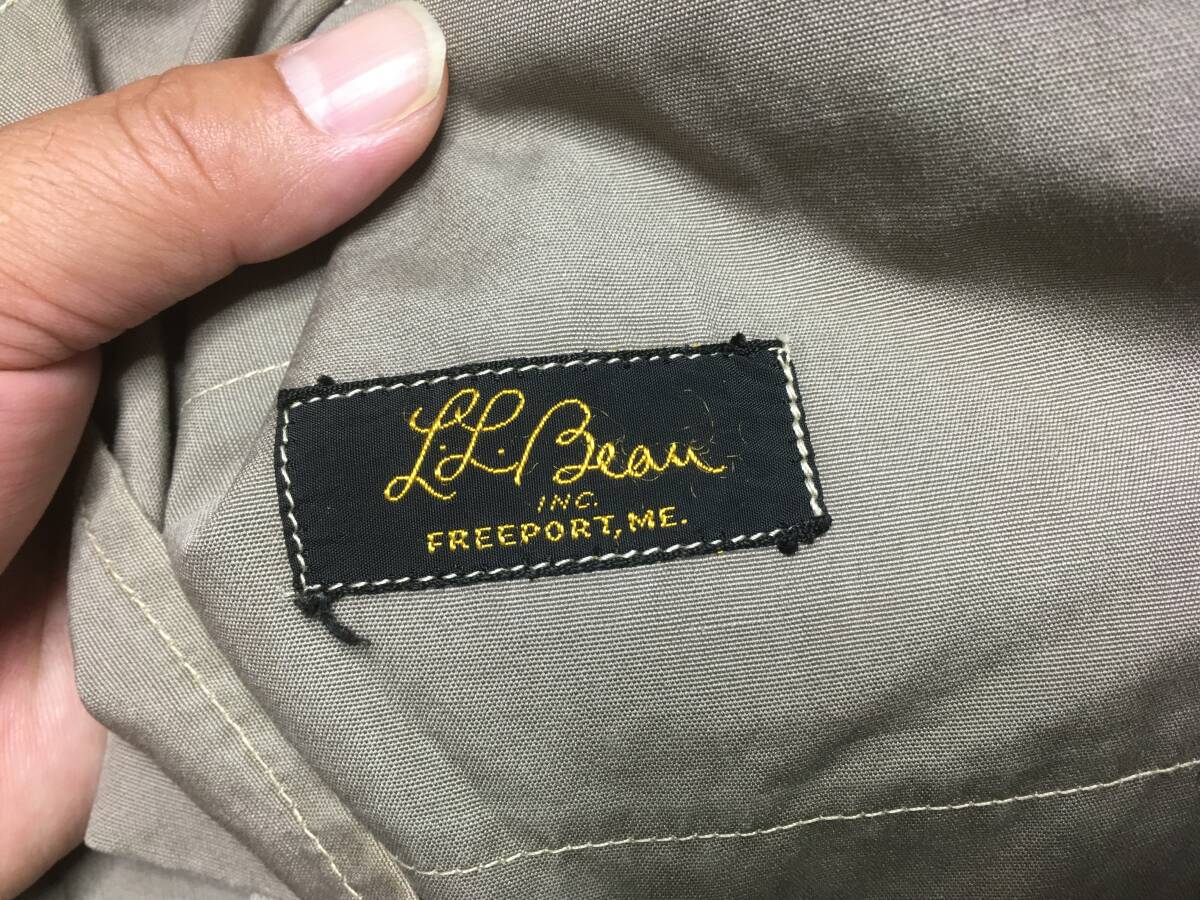 L.L.Bean
INC.
FREEPORT, ME.